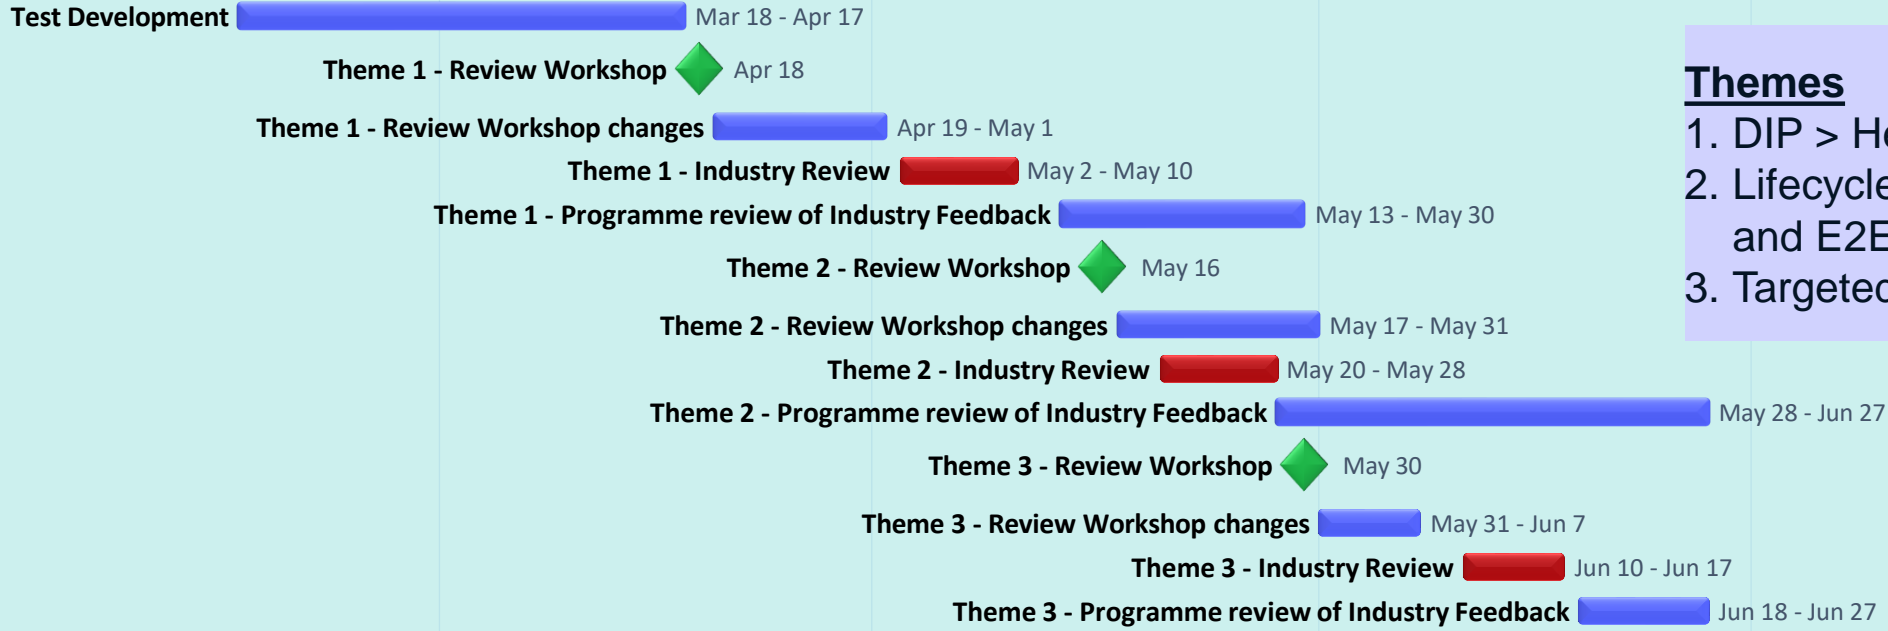 Test Development Mar 18 - Apr 17
Theme 1 - Review Workshop Apr 18
Theme 1 - Review Workshop changes Apr 19 - May 1
Theme 1 - Industry Review May 2 - May 10
Theme 1 - Programme review of Industry Feedback May 13 - May 30
Theme 2 - Review Workshop May 16
Theme 2 - Review Workshop changes May 17 - May 31
Theme 2 - Industry Review May 20 - May 28
Theme 2 - Programme review of Industry Feedback May 28 - Jun 27
Theme 3 - Review Workshop May 30
Theme 3 - Review Workshop changes May 31 - Jun 7
Theme 3 - Industry Review Jun 10 - Jun 17
Theme 3 - Programme review of Industry Feedback Jun 18 - Jun 27
Themes
1. DIP >
2. Lifecycle
and E2E
3. Targeted